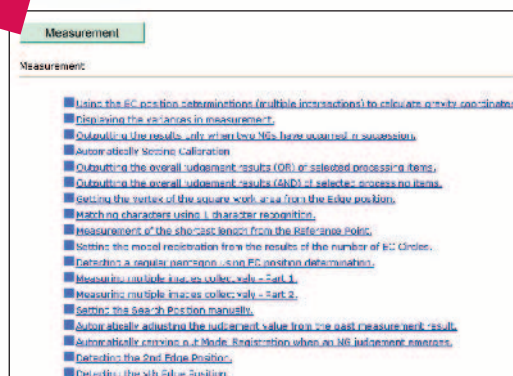 Measurement
Measurement
Using the EC position determinations (multiple intersections) to calculate gravity coordinates
Displaying the variances in measurement.
Outputting the results only when two NGs have occurred in succession.
Automatically Setting Calibration
Outputting the overall judgement results (OR) of selected processing items.
Outputting the overall judgement results (AND) of selected processing items.
Getting the vertex of the square work area from the Edge position.
Matching characters using 1 character recognition.
Measurement of the shortest length from the Reference Point.
Setting the model registration from the results of the number of EC Circles.
Detecting a regular pentagon using EC position determination.
Measuring multiple images collectively - Part 1.
Measuring multiple images collectively - Part 2.
Setting the Search Position manually.
Automatically adjusting the judgement value from the past measurement result.
Automatically carrying out Model Registration when an NG judgement emerges.
Detecting the 2nd Edge Position.
Detecting the Edge Position.